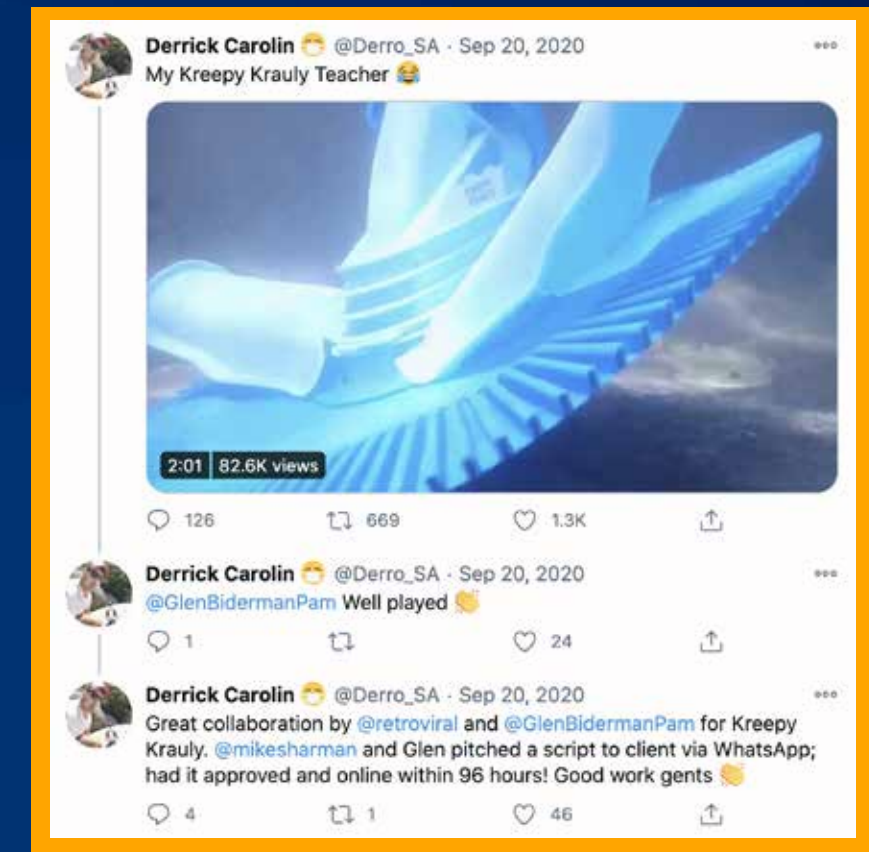 Derrick Carolin 😷 @Derro_SA · Sep 20, 2020
My Kreepy Krauly Teacher 😂
2:01 82.6K views
126 669 1.3K
Derrick Carolin 😷 @Derro_SA · Sep 20, 2020
@GlenBidermanPam Well played 👏
1 24
Derrick Carolin 😷 @Derro_SA · Sep 20, 2020
Great collaboration by @retroviral and @GlenBidermanPam for Kreepy
Krauly. @mikesharman and Glen pitched a script to client via WhatsApp;
had it approved and online within 96 hours! Good work gents 👏
4 1 46